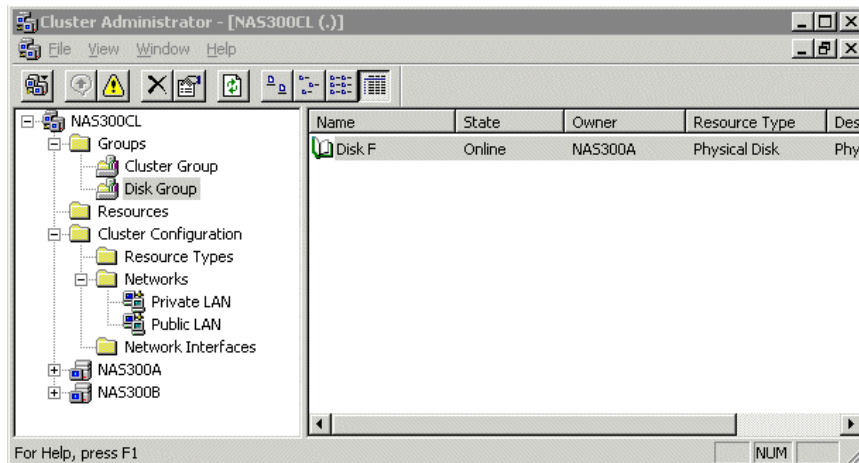 Cluster Administrator - [NAS300CL (.)]
File View Window Help
NAS300CL
Groups
Cluster Group
Disk Group
Resources
Cluster Configuration
Resource Types
Networks
Private LAN
Public LAN
Network Interfaces
NAS300A
NAS300B
Name State Owner Resource Type Des
Disk F Online NAS300A Physical Disk Phy
For Help, press F1
NUM